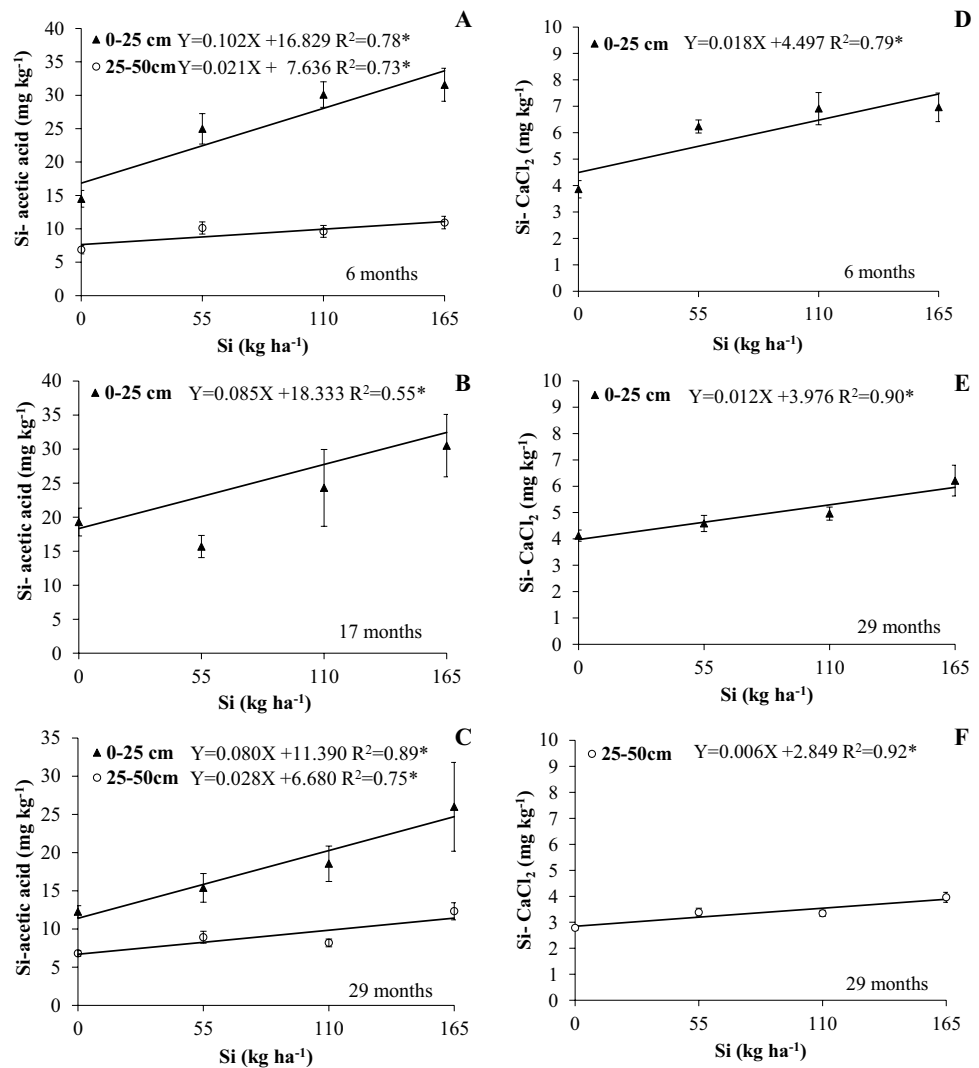 A
▲ 0-25 cm Y=0.102X +16.829 R²=0.78*
○ 25-50cm Y=0.021X + 7.636 R²=0.73*
Si- acetic acid (mg kg⁻¹)
40
35
30
25
20
15
10
5
0
6 months
0 55 110 165
Si (kg ha⁻¹)
D
▲ 0-25 cm Y=0.018X +4.497 R²=0.79*
Si- CaCl₂ (mg kg⁻¹)
10
9
8
7
6
5
4
3
2
1
0
6 months
0 55 110 165
Si (kg ha⁻¹)
B
▲ 0-25 cm Y=0.085X +18.333 R²=0.55*
Si- acetic acid (mg kg⁻¹)
40
35
30
25
20
15
10
5
0
17 months
0 55 110 165
Si (kg ha⁻¹)
E
▲ 0-25 cm Y=0.012X +3.976 R²=0.90*
Si- CaCl₂ (mg kg⁻¹)
10
9
8
7
6
5
4
3
2
1
0
29 months
0 55 110 165
Si (kg ha⁻¹)
C
▲ 0-25 cm Y=0.080X +11.390 R²=0.89*
○ 25-50cm Y=0.028X +6.680 R²=0.75*
Si-acetic acid (mg kg⁻¹)
35
30
25
20
15
10
5
0
29 months
0 55 110 165
Si (kg ha⁻¹)
F
○ 25-50cm Y=0.006X +2.849 R²=0.92*
Si- CaCl₂ (mg kg⁻¹)
10
9
8
7
6
5
4
3
2
1
0
29 months
0 55 110 165
Si (kg ha⁻¹)